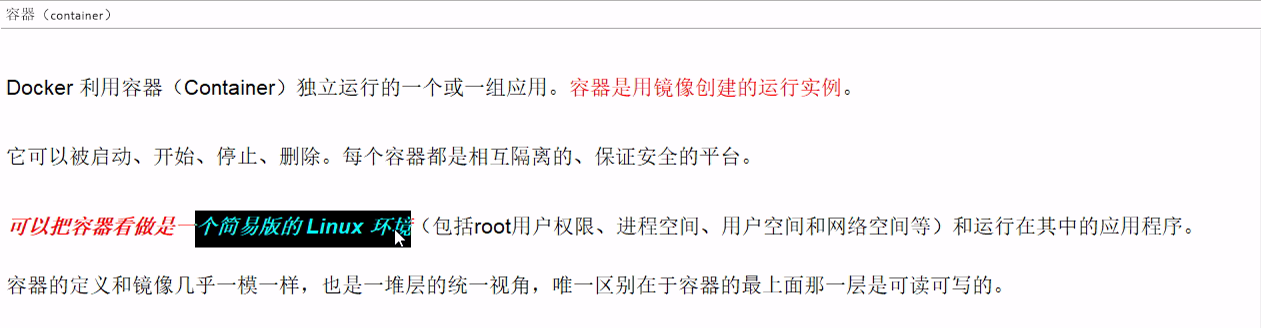 容器（container）
Docker 利用容器（Container）独立运行的一个或一组应用。容器是用镜像创建的运行实例。
它可以被启动、开始、停止、删除。每个容器都是相互隔离的、保证安全的平台。
可以把容器看做是一个简易版的 Linux 环境（包括root用户权限、进程空间、用户空间和网络空间等）和运行在其中的应用程序。
容器的定义和镜像几乎一模一样，也是一堆层的统一视角，唯一区别在于容器的最上面那一层是可读可写的。